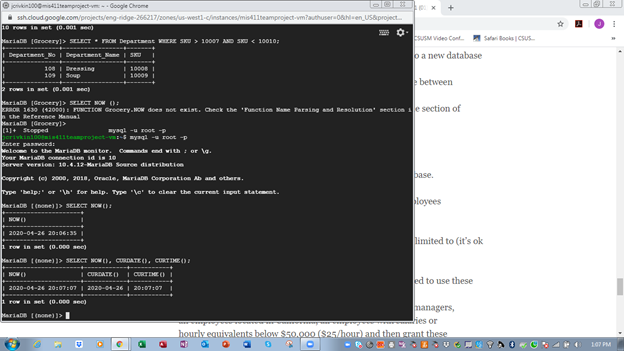 jcrivkin100@mis411teamproject-vm: ~ - Google Chrome
ssh.cloud.google.com/projects/eng-ridge-266217/zones/us-west1-c/instances/mis411teamproject-vm?authuser=0&hl=en_US&project...
10 rows in set (0.001 sec)
MariaDB [Grocery]> SELECT * FROM Department WHERE SKU > 10007 AND SKU < 10010;
+---------------+-----------------+-------+
| Department_No | Department_Name | SKU |
+---------------+-----------------+-------+
| 108 | Dressing | 10008 |
| 109 | Soup | 10009 |
+---------------+-----------------+-------+
2 rows in set (0.001 sec)
MariaDB [Grocery]> SELECT NOW ();
ERROR 1630 (42000): FUNCTION Grocery.NOW does not exist. Check the 'Function Name Parsing and Resolution' section i
n the Reference Manual
MariaDB [Grocery]>
[1]+ Stopped mysql -u root -p
jcrivkin100@mis411teamproject-vm:~$ mysql -u root -p
Enter password:
Welcome to the MariaDB monitor. Commands end with ; or \g.
Your MariaDB connection id is 10
Server version: 10.4.12-MariaDB Source distribution
Copyright (c) 2000, 2018, Oracle, MariaDB Corporation Ab and others.
Type 'help;' or '\h' for help. Type '\c' to clear the current input statement.
MariaDB [(none)]> SELECT NOW();
+---------------------+
| NOW() |
+---------------------+
| 2020-04-26 20:06:35 |
+---------------------+
1 row in set (0.000 sec)
MariaDB [(none)]> SELECT NOW(), CURDATE(), CURTIME();
+---------------------+------------+-----------+
| NOW() | CURDATE() | CURTIME() |
+---------------------+------------+-----------+
| 2020-04-26 20:07:07 | 2020-04-26 | 20:07:07 |
+---------------------+------------+-----------+
1 row in set (0.000 sec)
MariaDB [(none)]>
CSUSM Video Conf...
Safari Books | CSUS...
o a new database
e between
e section of
base.
loyees
limited to (it's ok
ed to use these
managers,
hourly equivalents below $50,000 ($25/hour) and then grant these
1:07 PM